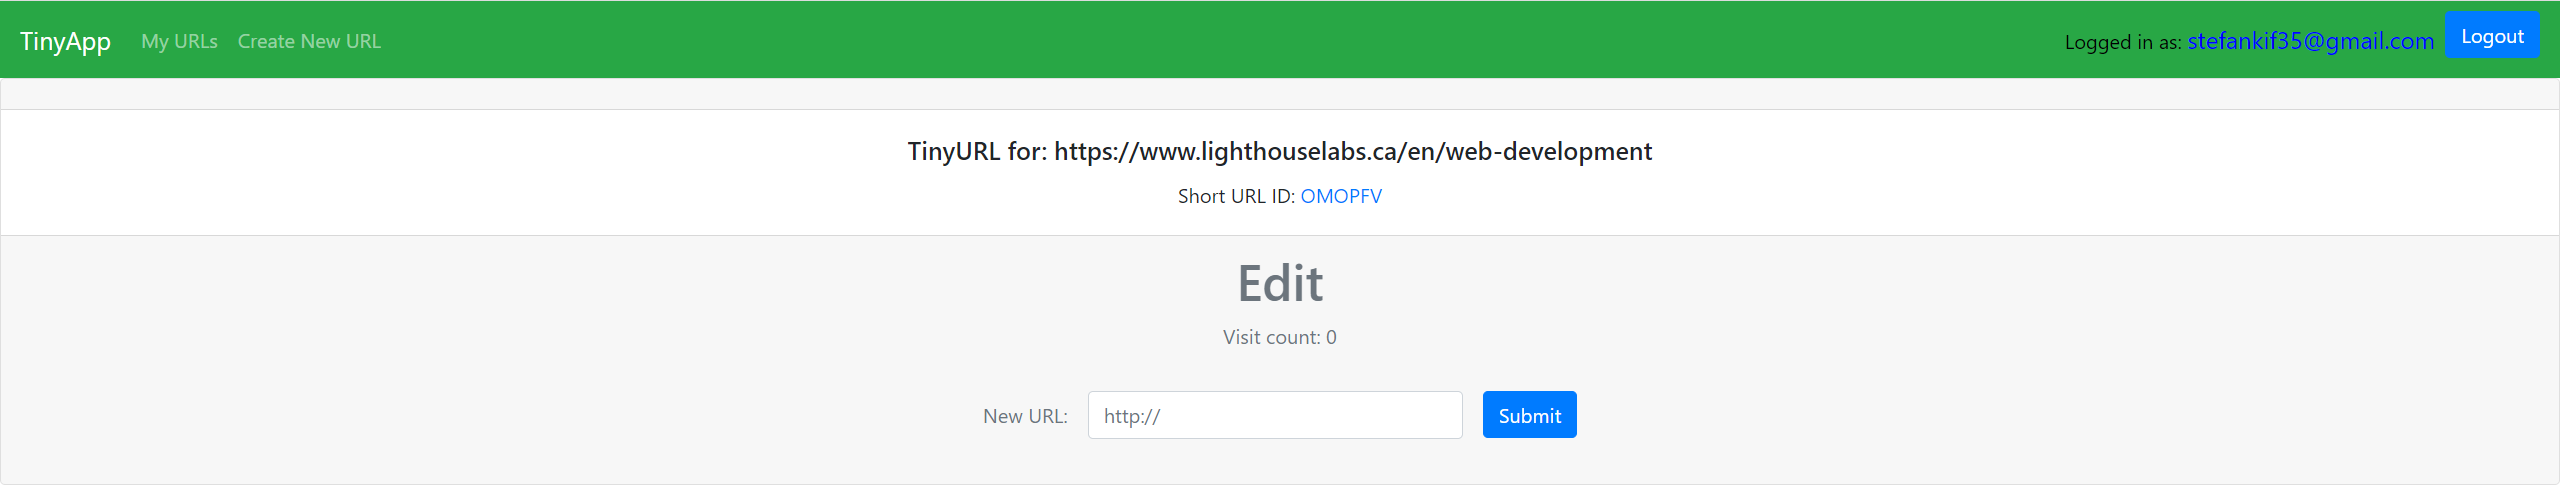 TinyApp My URLs Create New URL Logged in as: stefankif35@gmail.com Logout
TinyURL for: https://www.lighthouselabs.ca/en/web-development
Short URL ID: OMOPFV
Edit
Visit count: 0
New URL: http:// Submit